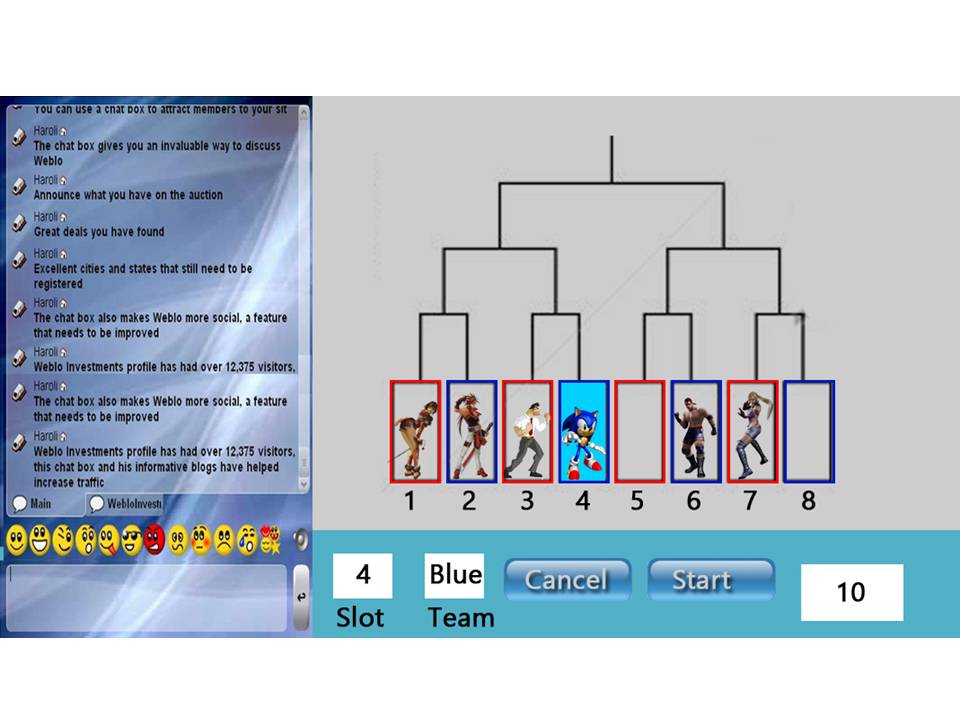 You can use a chat box to attract members to your sit
Haroli
The chat box gives you an invaluable way to discuss
Weblo
Haroli
Announce what you have on the auction
Haroli
Great deals you have found
Haroli
Excellent cities and states that still need to be
registered
Haroli
The chat box also makes Weblo more social, a feature
that needs to be improved
Haroli
Weblo Investments profile has had over 12,375 visitors,
Haroli
The chat box also makes Weblo more social, a feature
that needs to be improved
Haroli
Weblo Investments profile has had over 12,375 visitors,
this chat box and his informative blogs have helped
increase traffic
Main WebloInvesti
1 2 3 4 5 6 7 8
4 Blue Cancel Start 10
Slot Team